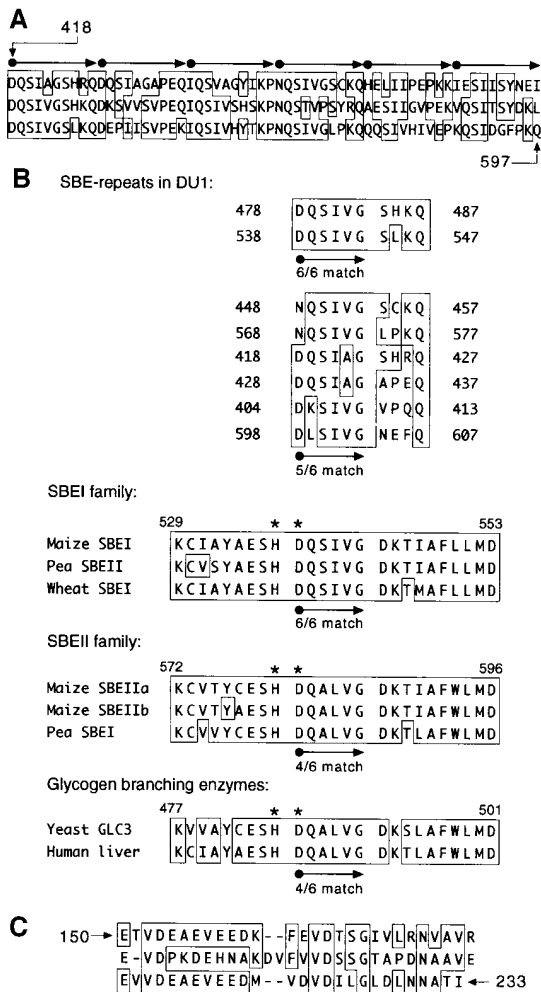 A
418
DQSIAGSHRQDQSIAGAPEQIQSVAGYIKPNQSIVGSCKQHELIIPEPKKIESIISYNEI
DQSIVGSHKQDKSVVSVPEQIQSIVSHSKPNQSTVPSYRQAESIIGVPEKVQSITSYDKL
DQSIVGSLKQDEPIISVPEKIQSIVHYTKPNQSIVGLPKQQQSIVHIVEPKQSIDGFPKQ
597
B
SBE-repeats in DU1:
478 DQSIVG SHKQ 487
538 DQSIVG SLKQ 547
6/6 match
448 NQSIVG SCKQ 457
568 NQSIVG LPKQ 577
418 DQSIAG SHRQ 427
428 DQSIAG APEQ 437
404 DKSIVG VPQQ 413
598 DLSIVG NEFQ 607
5/6 match
SBEI family:
529 * * 553
Maize SBEI KCIAYAESH DQSIVG DKTIAFLLMD
Pea SBEII KCVSYAESH DQSIVG DKTIAFLLMD
Wheat SBEI KCIAYAESH DQSIVG DKTMAFLLMD
6/6 match
SBEII family:
572 * * 596
Maize SBEIIa KCVTYCESH DQALVG DKTIAFWLMD
Maize SBEIIb KCVTYAESH DQALVG DKTIAFWLMD
Pea SBEI KCVVYCESH DQALVG DKTLAFWLMD
4/6 match
Glycogen branching enzymes:
477 * * 501
Yeast GLC3 KVVAYCESH DQALVG DKSLAFWLMD
Human liver KCIAYAESH DQALVG DKTLAFWLMD
4/6 match
C
150 ETVDEAEVEEDK--FEVDTSGIVLRNVAVR
E-VDPKDEHNAKDVFVVDSSGTAPDNAAVE
EVVDEAEVEEDM--VDVDILGLDLNNATI 233